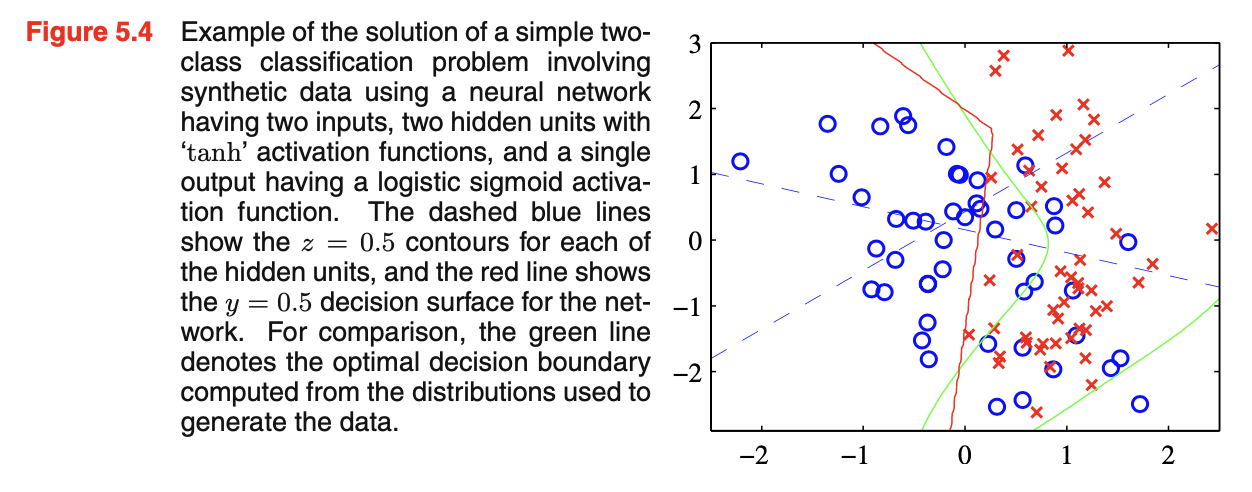 Figure 5.4 Example of the solution of a simple two-
class classification problem involving
synthetic data using a neural network
having two inputs, two hidden units with
‘tanh’ activation functions, and a single
output having a logistic sigmoid activa-
tion function. The dashed blue lines
show the z = 0.5 contours for each of
the hidden units, and the red line shows
the y = 0.5 decision surface for the net-
work. For comparison, the green line
denotes the optimal decision boundary
computed from the distributions used to
generate the data.
3
2
1
0
−1
−2
−2 −1 0 1 2